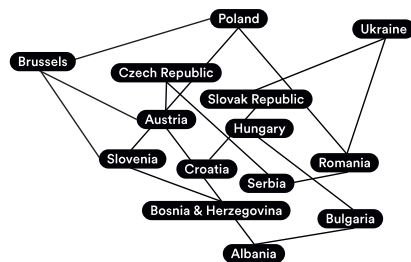 Poland
Ukraine
Brussels
Czech Republic
Slovak Republic
Austria
Hungary
Slovenia
Croatia
Romania
Serbia
Bosnia & Herzegovina
Bulgaria
Albania